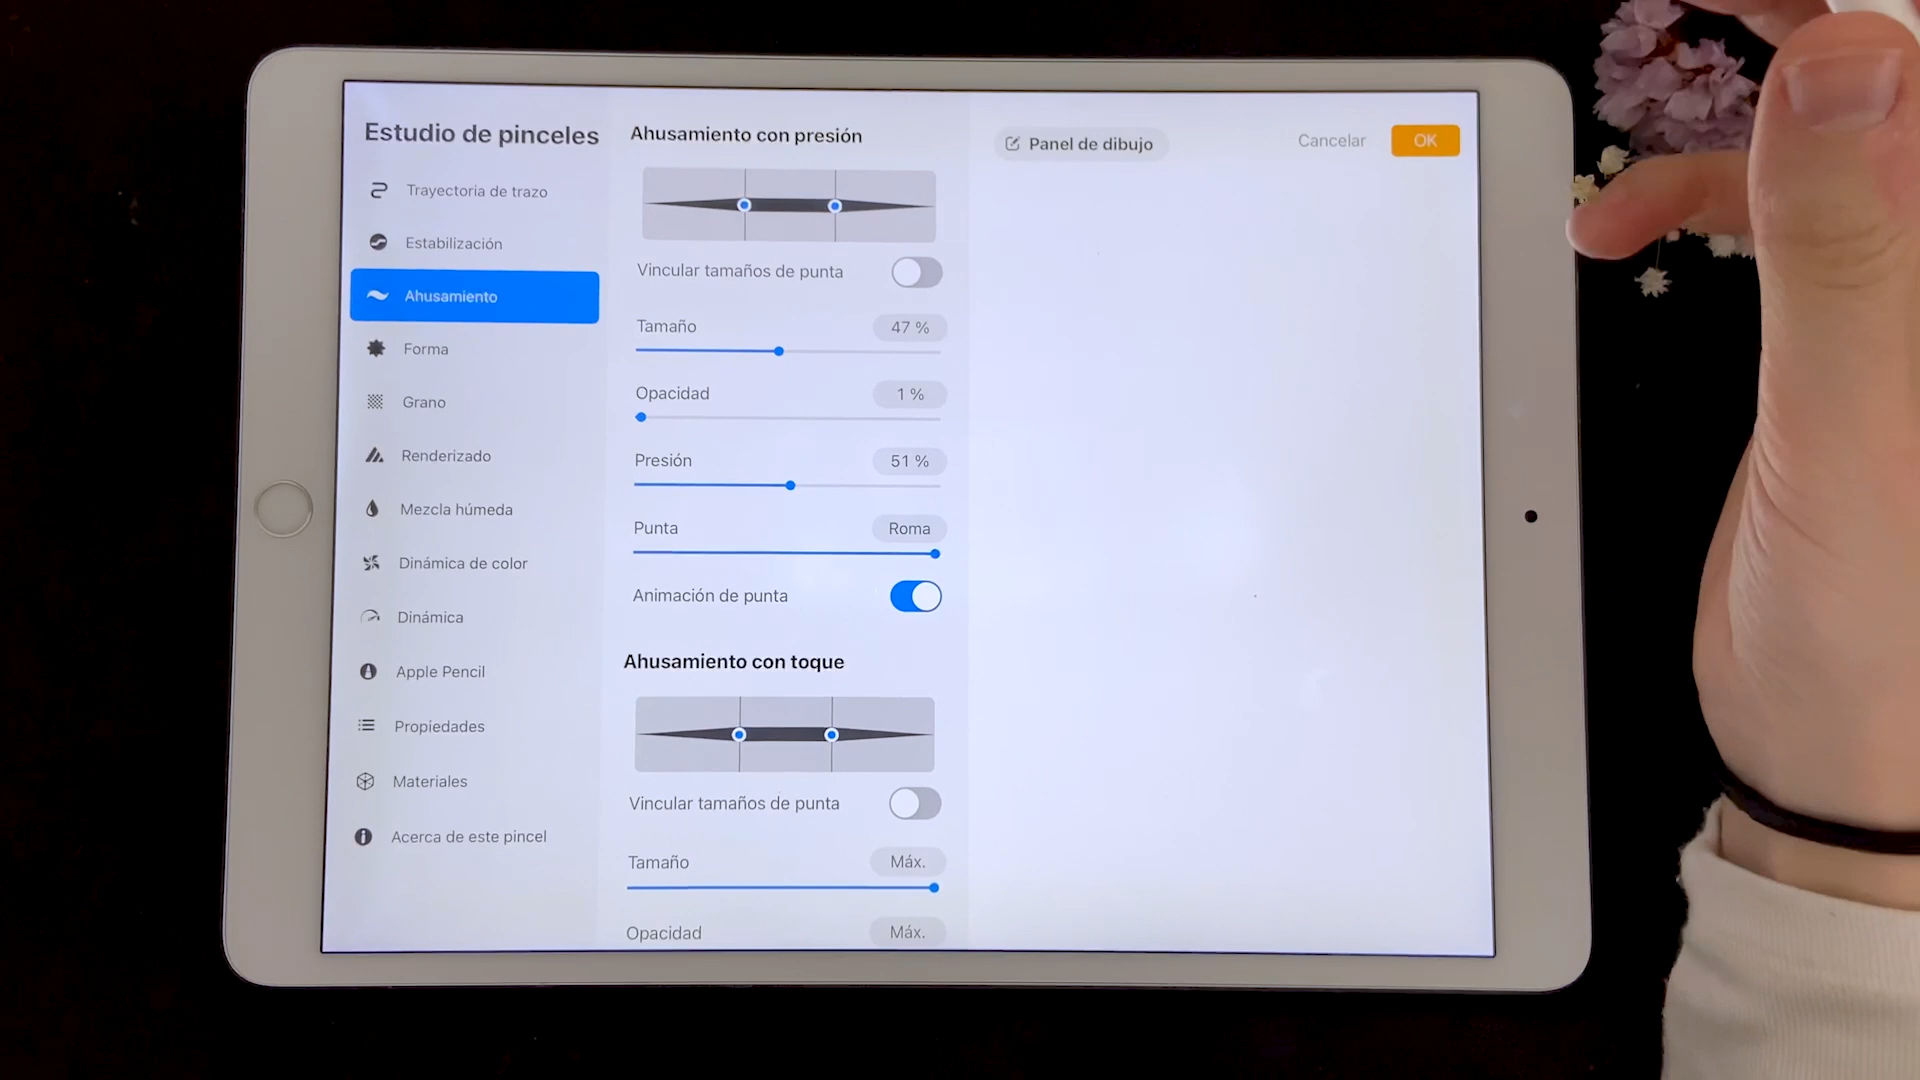 Estudio de pinceles
Trayectoria de trazo
Estabilización
Ahusamiento
Forma
Grano
Renderizado
Mezcla húmeda
Dinámica de color
Dinámica
Apple Pencil
Propiedades
Materiales
Acerca de este pincel
Ahusamiento con presión
Vincular tamaños de punta
Tamaño 47 %
Opacidad 1 %
Presión 51 %
Punta Roma
Animación de punta
Ahusamiento con toque
Vincular tamaños de punta
Tamaño Máx.
Opacidad Máx.
Panel de dibujo
Cancelar
OK